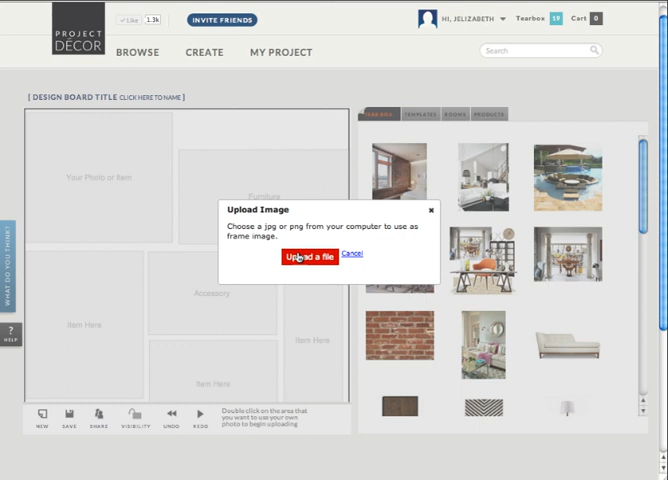 PROJECT
DÉCOR
Like
1.3k
INVITE FRIENDS
HI, JELIZABETH
Tearbox 19
Cart 0
BROWSE
CREATE
MY PROJECT
Search
[ DESIGN BOARD TITLE CLICK HERE TO NAME ]
TEMPLATES
ROOMS
PRODUCTS
Your Photo or Item
Furniture
Upload Image
Choose a jpg or png from your computer to use as
frame image.
Upload a file
Cancel
WHAT DO YOU THINK?
?
HELP
Accessory
Item Here
Item Here
Item Here
NEW
SAVE
SHARE
VISIBILITY
UNDO
REDO
Double click on the area that
you want to use your own
photo to begin uploading